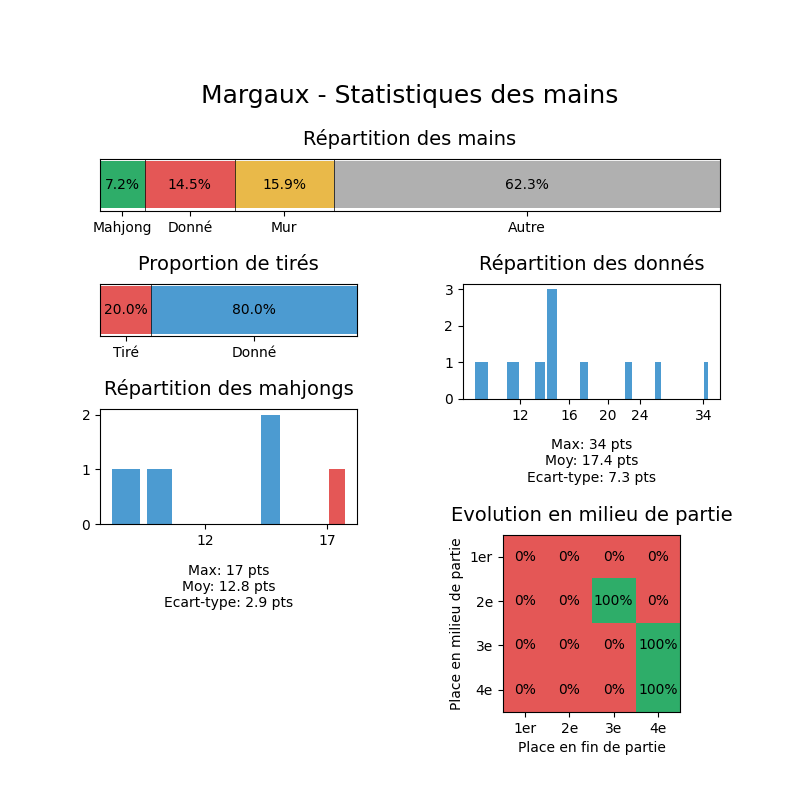 Margaux - Statistiques des mains
Répartition des mains
7.2% 14.5% 15.9% 62.3%
Mahjong Donné Mur Autre
Proportion de tirés
20.0% 80.0%
Tiré Donné
Répartition des mahjongs
2
1
0
12 17
Max: 17 pts
Moy: 12.8 pts
Ecart-type: 2.9 pts
Répartition des donnés
3
2
1
0
12 16 20 24 34
Max: 34 pts
Moy: 17.4 pts
Ecart-type: 7.3 pts
Evolution en milieu de partie
Place en milieu de partie
1er 0% 0% 0% 0%
2e 0% 0% 100% 0%
3e 0% 0% 0% 100%
4e 0% 0% 0% 100%
1er 2e 3e 4e
Place en fin de partie